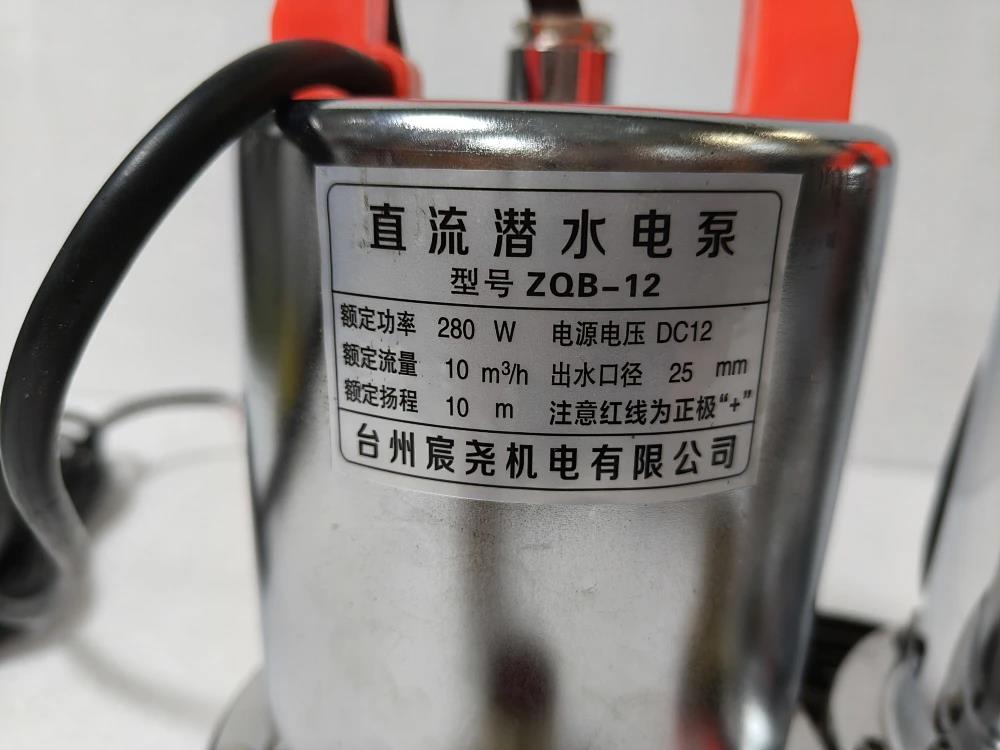 直流潜水电泵
型号 ZQB-12
额定功率 280 W 电源电压 DC12
额定流量 10 m³/h 出水口径 25 mm
额定扬程 10 m 注意红线为正极“+”
台州宸尧机电有限公司